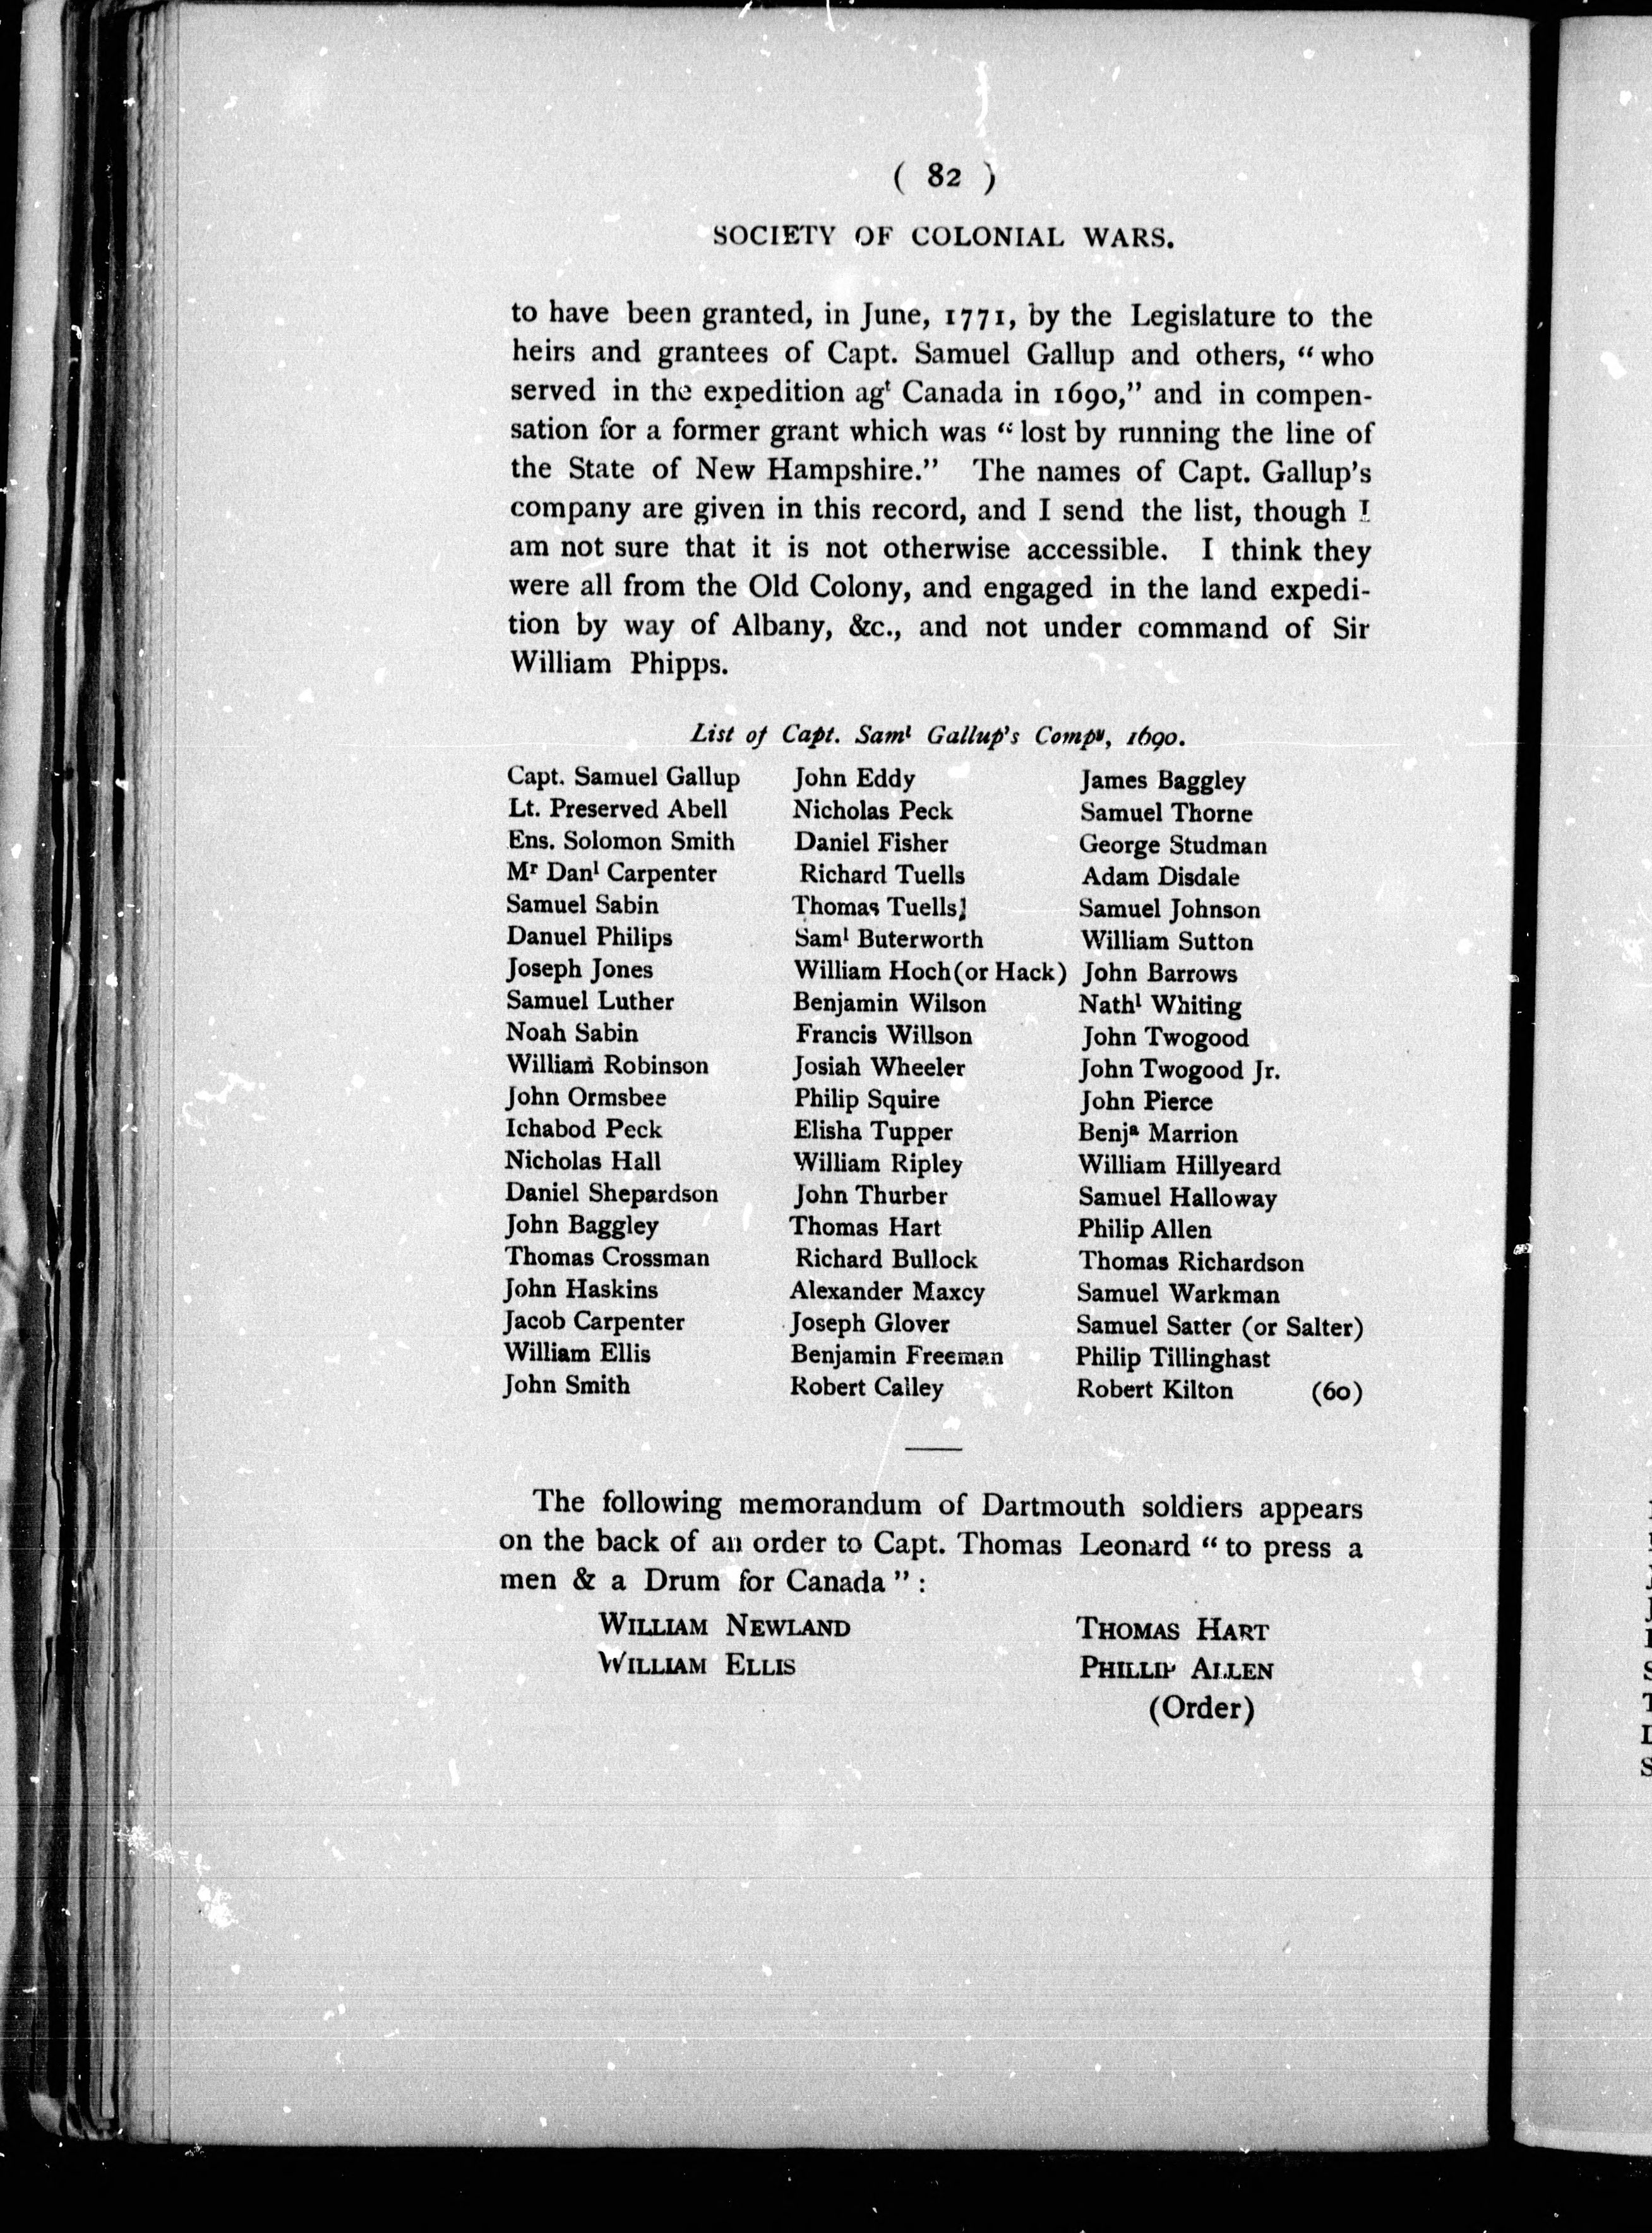 ( 82 )
SOCIETY OF COLONIAL WARS.
to have been granted, in June, 1771, by the Legislature to the
heirs and grantees of Capt. Samuel Gallup and others, “ who
served in the expedition agᵗ Canada in 1690,” and in compen-
sation for a former grant which was “ lost by running the line of
the State of New Hampshire.” The names of Capt. Gallup’s
company are given in this record, and I send the list, though I
am not sure that it is not otherwise accessible. I think they
were all from the Old Colony, and engaged in the land expedi-
tion by way of Albany, &c., and not under command of Sir
William Phipps.
List of Capt. Samˡ Gallup’s Compʸ, 1690.
Capt. Samuel Gallup
Lt. Preserved Abell
Ens. Solomon Smith
Mʳ Danˡ Carpenter
Samuel Sabin
Danuel Philips
Joseph Jones
Samuel Luther
Noah Sabin
William Robinson
John Ormsbee
Ichabod Peck
Nicholas Hall
Daniel Shepardson
John Baggley
Thomas Crossman
John Haskins
Jacob Carpenter
William Ellis
John Smith
John Eddy
Nicholas Peck
Daniel Fisher
Richard Tuells
Thomas Tuells
Samˡ Buterworth
William Hoch (or Hack)
Benjamin Wilson
Francis Willson
Josiah Wheeler
Philip Squire
Elisha Tupper
William Ripley
John Thurber
Thomas Hart
Richard Bullock
Alexander Maxcy
Joseph Glover
Benjamin Freeman
Robert Calley
James Baggley
Samuel Thorne
George Studman
Adam Disdale
Samuel Johnson
William Sutton
John Barrows
Nathˡ Whiting
John Twogood
John Twogood Jr.
John Pierce
Benjᵃ Marrion
William Hillyeard
Samuel Halloway
Philip Allen
Thomas Richardson
Samuel Warkman
Samuel Satter (or Salter)
Philip Tillinghast
Robert Kilton (60)
The following memorandum of Dartmouth soldiers appears
on the back of an order to Capt. Thomas Leonard “ to press a
men & a Drum for Canada ” :
WILLIAM NEWLAND THOMAS HART
WILLIAM ELLIS PHILLIP ALLEN
(Order)